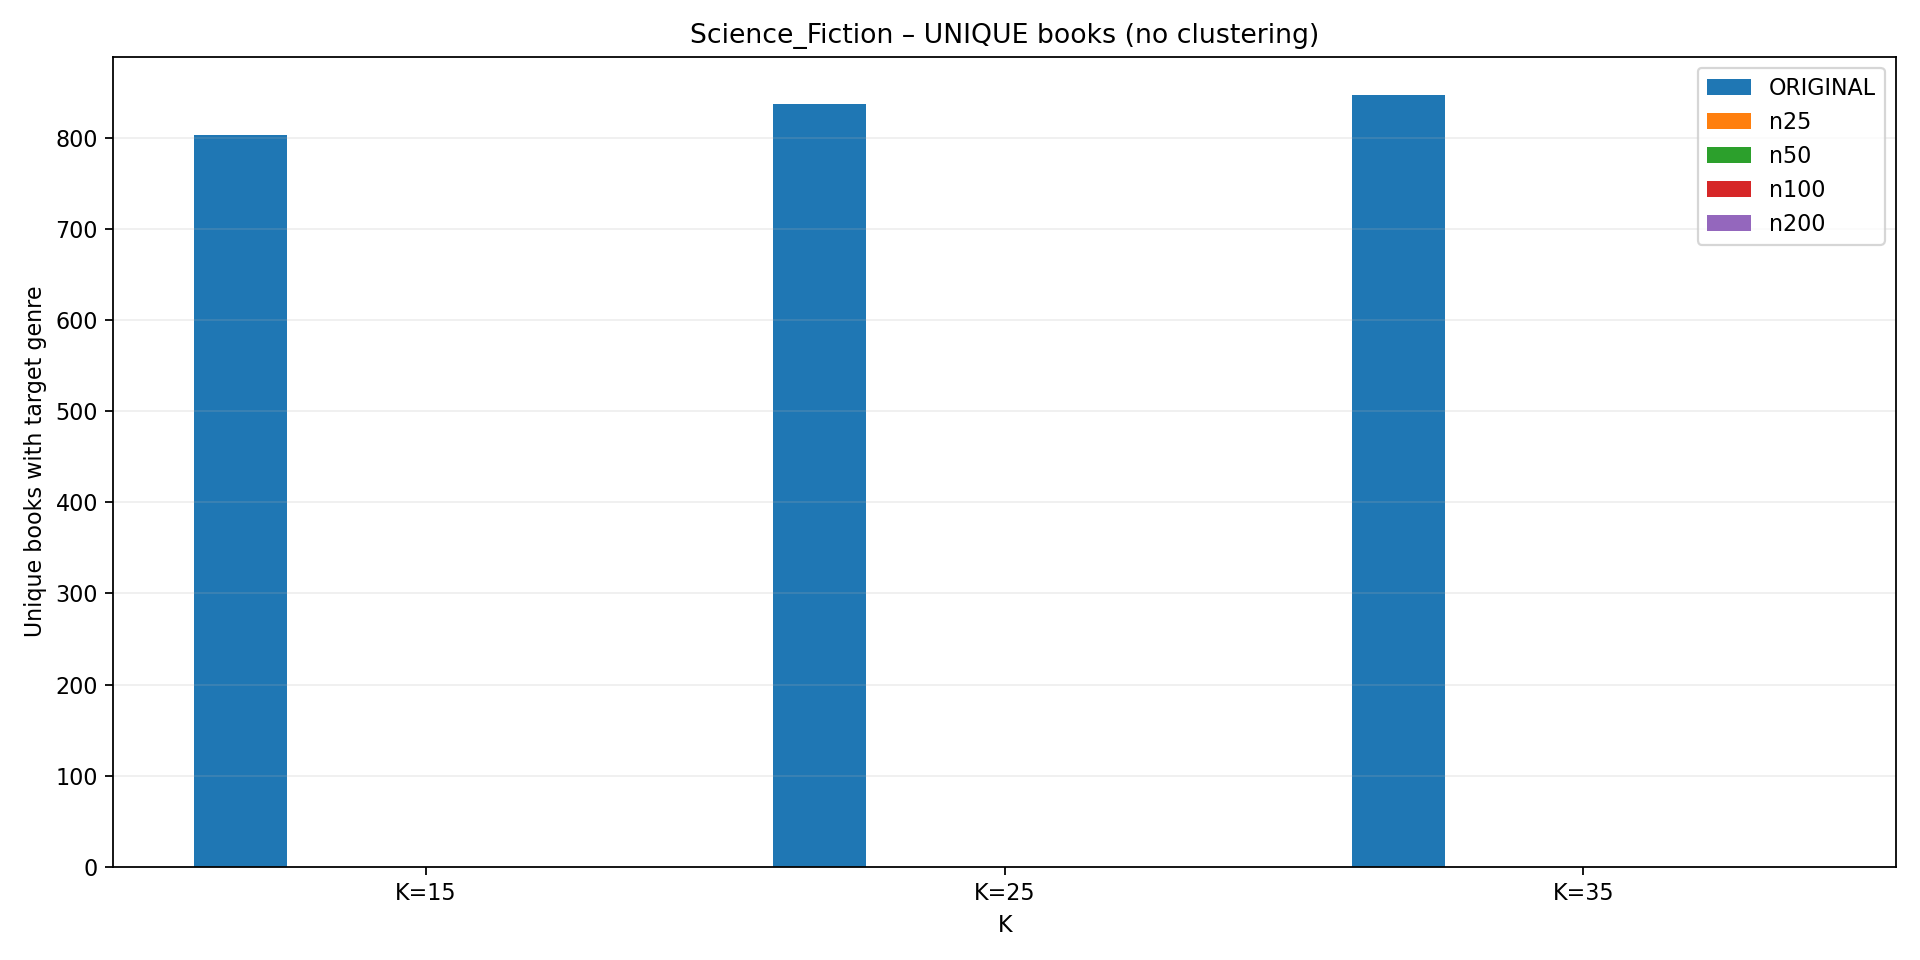 Science_Fiction – UNIQUE books (no clustering)
ORIGINAL
n25
n50
n100
n200
Unique books with target genre
800
700
600
500
400
300
200
100
0
K=15 K=25 K=35
K